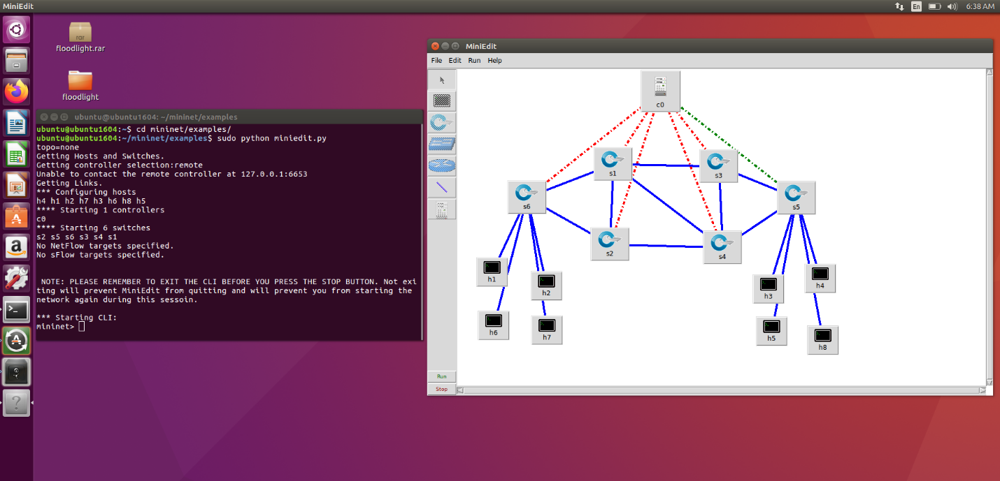 MiniEdit
En
6:38 AM
rar
floodlight.rar
floodlight
ubuntu@ubuntu1604: ~/mininet/examples
ubuntu@ubuntu1604:~$ cd mininet/examples/
ubuntu@ubuntu1604:~/mininet/examples$ sudo python miniedit.py
topo=none
Getting Hosts and Switches.
Getting controller selection:remote
Unable to contact the remote controller at 127.0.0.1:6653
Getting Links.
*** Configuring hosts
h4 h1 h2 h7 h3 h6 h8 h5
**** Starting 1 controllers
c0
**** Starting 6 switches
s2 s5 s6 s3 s4 s1
No NetFlow targets specified.
No sFlow targets specified.
NOTE: PLEASE REMEMBER TO EXIT THE CLI BEFORE YOU PRESS THE STOP BUTTON. Not exi
ting will prevent MiniEdit from quitting and will prevent you from starting the
network again during this sessoin.
*** Starting CLI:
mininet>
MiniEdit
File Edit Run Help
c0
s1
s3
s6
s5
s2
s4
h1
h2
h3
h4
h6
h7
h5
h8
Run
Stop